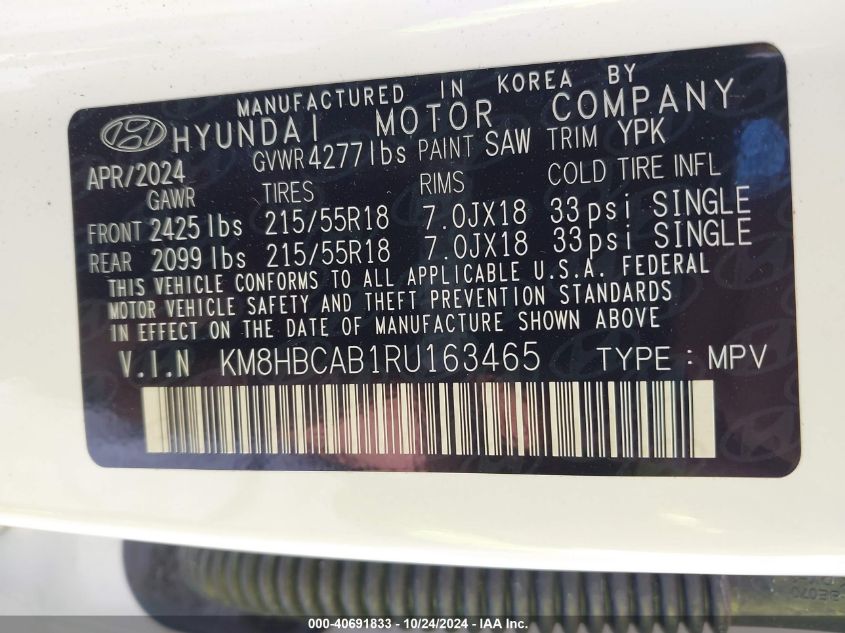 MANUFACTURED IN KOREA BY
HYUNDAI MOTOR COMPANY
APR/2024 GVWR 4277lbs PAINT SAW TRIM YPK
GAWR TIRES RIMS COLD TIRE INFL
FRONT 2425 lbs 215/55R18 7.0JX18 33psi SINGLE
REAR 2099 lbs 215/55R18 7.0JX18 33psi SINGLE
THIS VEHICLE CONFORMS TO ALL APPLICABLE U.S.A. FEDERAL
MOTOR VEHICLE SAFETY AND THEFT PREVENTION STANDARDS
IN EFFECT ON THE DATE OF MANUFACTURE SHOWN ABOVE
V.I.N KM8HBCAB1RU163465 TYPE : MPV
000-40691833 - 10/24/2024 - IAA Inc.